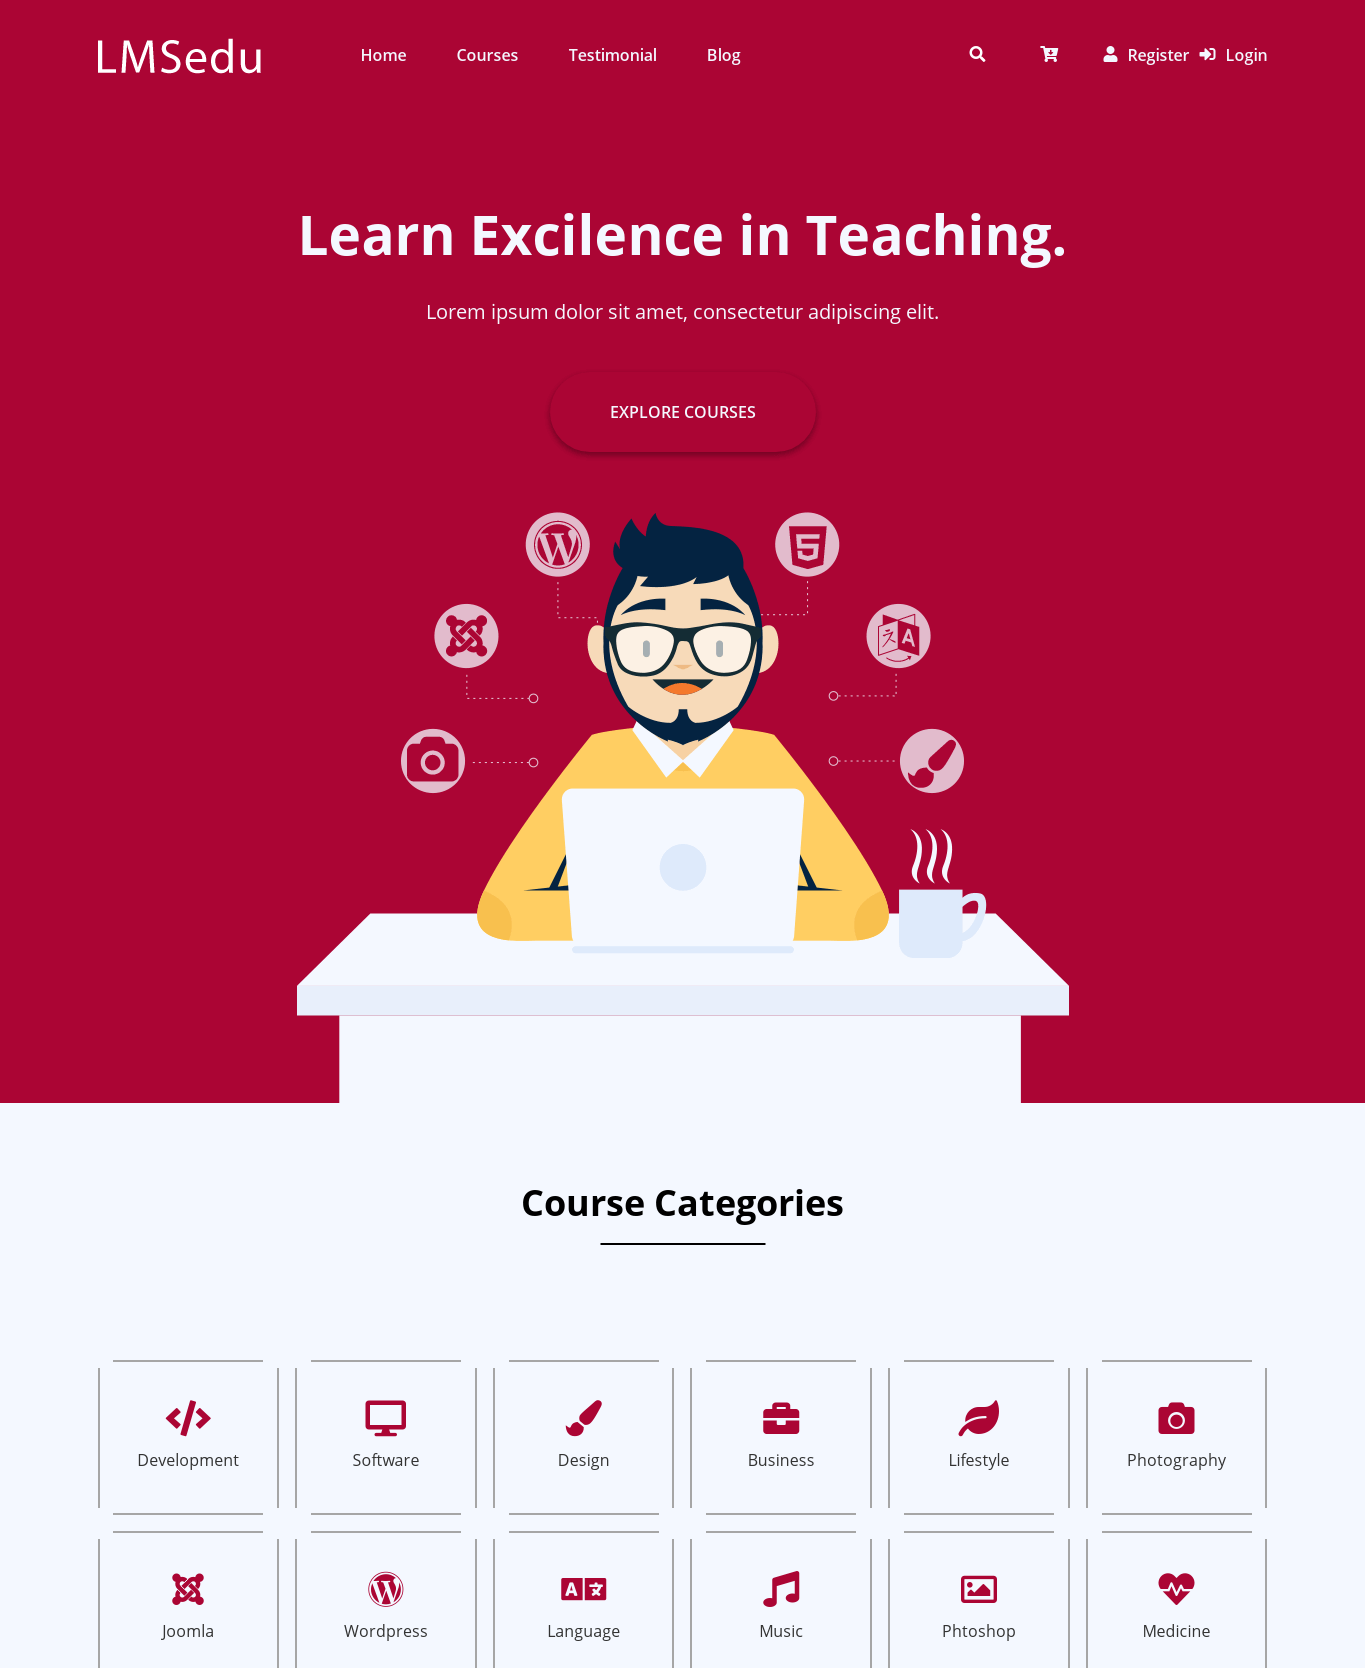 LMSedu Home Courses Testimonial Blog Register Login
Learn Excilence in Teaching.
Lorem ipsum dolor sit amet, consectetur adipiscing elit.
EXPLORE COURSES
Course Categories
Development Software Design Business Lifestyle Photography
Joomla Wordpress Language Music Phtoshop Medicine